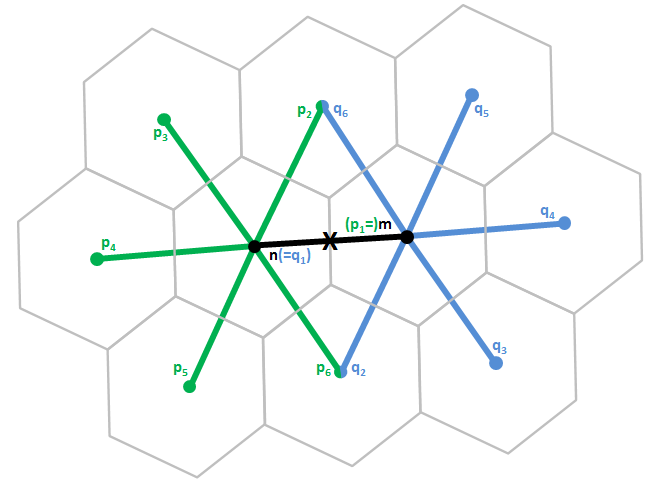 p₂ q₆
q₅
p₃
q₄
(p₁=)m
p₄
n(=q₁)
X
q₃
p₅
p₆ q₂